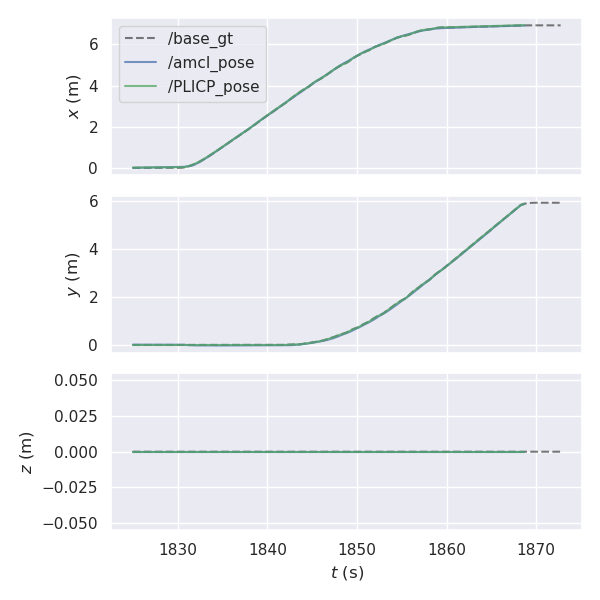 /base_gt
/amcl_pose
/PLICP_pose
6
4
2
0
x (m)
6
4
2
0
y (m)
0.050
0.025
0.000
−0.025
−0.050
z (m)
1830 1840 1850 1860 1870
t (s)